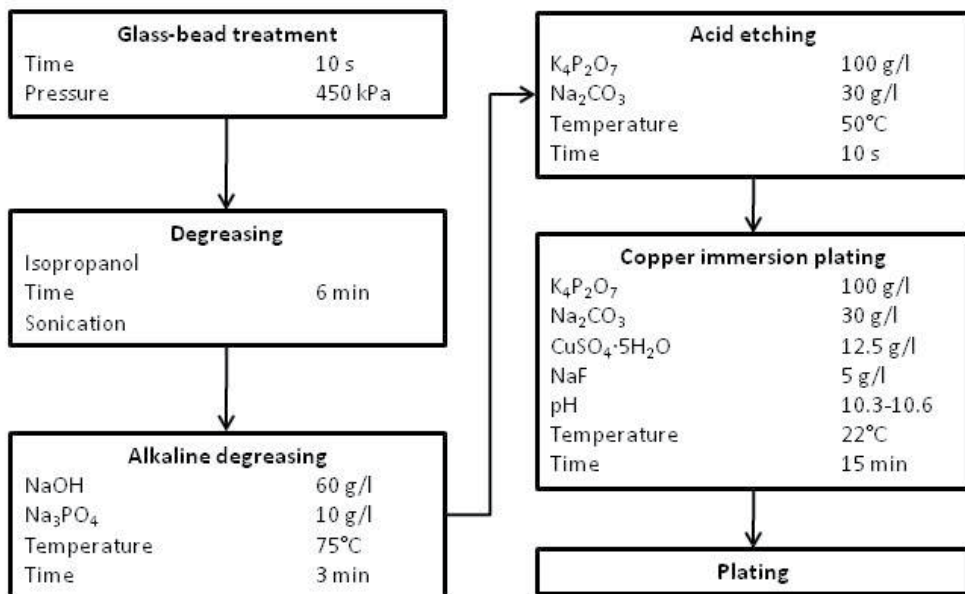 Glass-bead treatment
Time 10 s
Pressure 450 kPa
Degreasing
Isopropanol
Time 6 min
Sonication
Alkaline degreasing
NaOH 60 g/l
Na₃PO₄ 10 g/l
Temperature 75°C
Time 3 min
Acid etching
K₄P₂O₇ 100 g/l
Na₂CO₃ 30 g/l
Temperature 50°C
Time 10 s
Copper immersion plating
K₄P₂O₇ 100 g/l
Na₂CO₃ 30 g/l
CuSO₄·5H₂O 12.5 g/l
NaF 5 g/l
pH 10.3-10.6
Temperature 22°C
Time 15 min
Plating